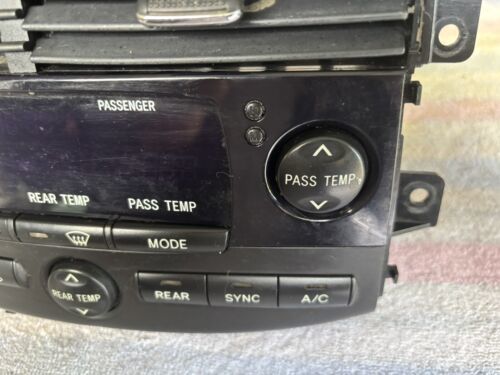 PASSENGER
PASS TEMP
REAR TEMP
PASS TEMP
MODE
REAR TEMP
REAR
SYNC
A/C